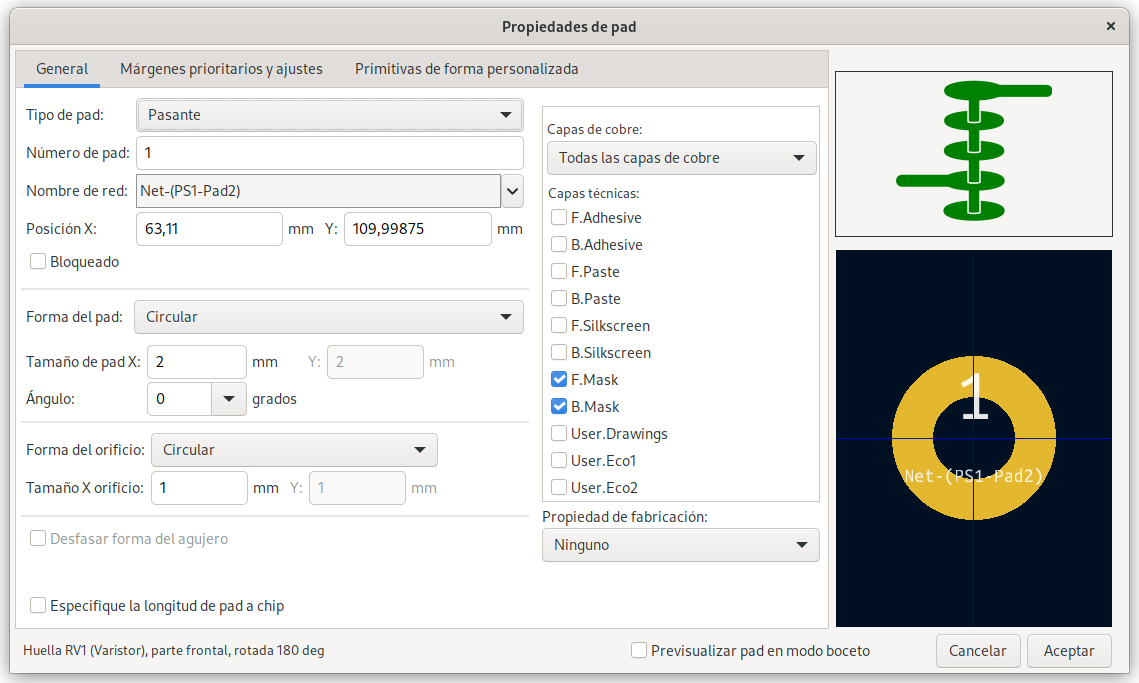 Propiedades de pad
General Márgenes prioritarios y ajustes Primitivas de forma personalizada
Tipo de pad: Pasante
Número de pad: 1
Nombre de red: Net-(PS1-Pad2)
Posición X: 63,11 mm Y: 109,99875 mm
Bloqueado
Forma del pad: Circular
Tamaño de pad X: 2 mm Y: 2 mm
Ángulo: 0 grados
Forma del orificio: Circular
Tamaño X orificio: 1 mm Y: 1 mm
Desfasar forma del agujero
Especifique la longitud de pad a chip
Capas de cobre:
Todas las capas de cobre
Capas técnicas:
F.Adhesive
B.Adhesive
F.Paste
B.Paste
F.Silkscreen
B.Silkscreen
F.Mask
B.Mask
User.Drawings
User.Eco1
User.Eco2
Propiedad de fabricación:
Ninguno
1
Net-(PS1-Pad2)
Huella RV1 (Varistor), parte frontal, rotada 180 deg
Previsualizar pad en modo boceto
Cancelar
Aceptar